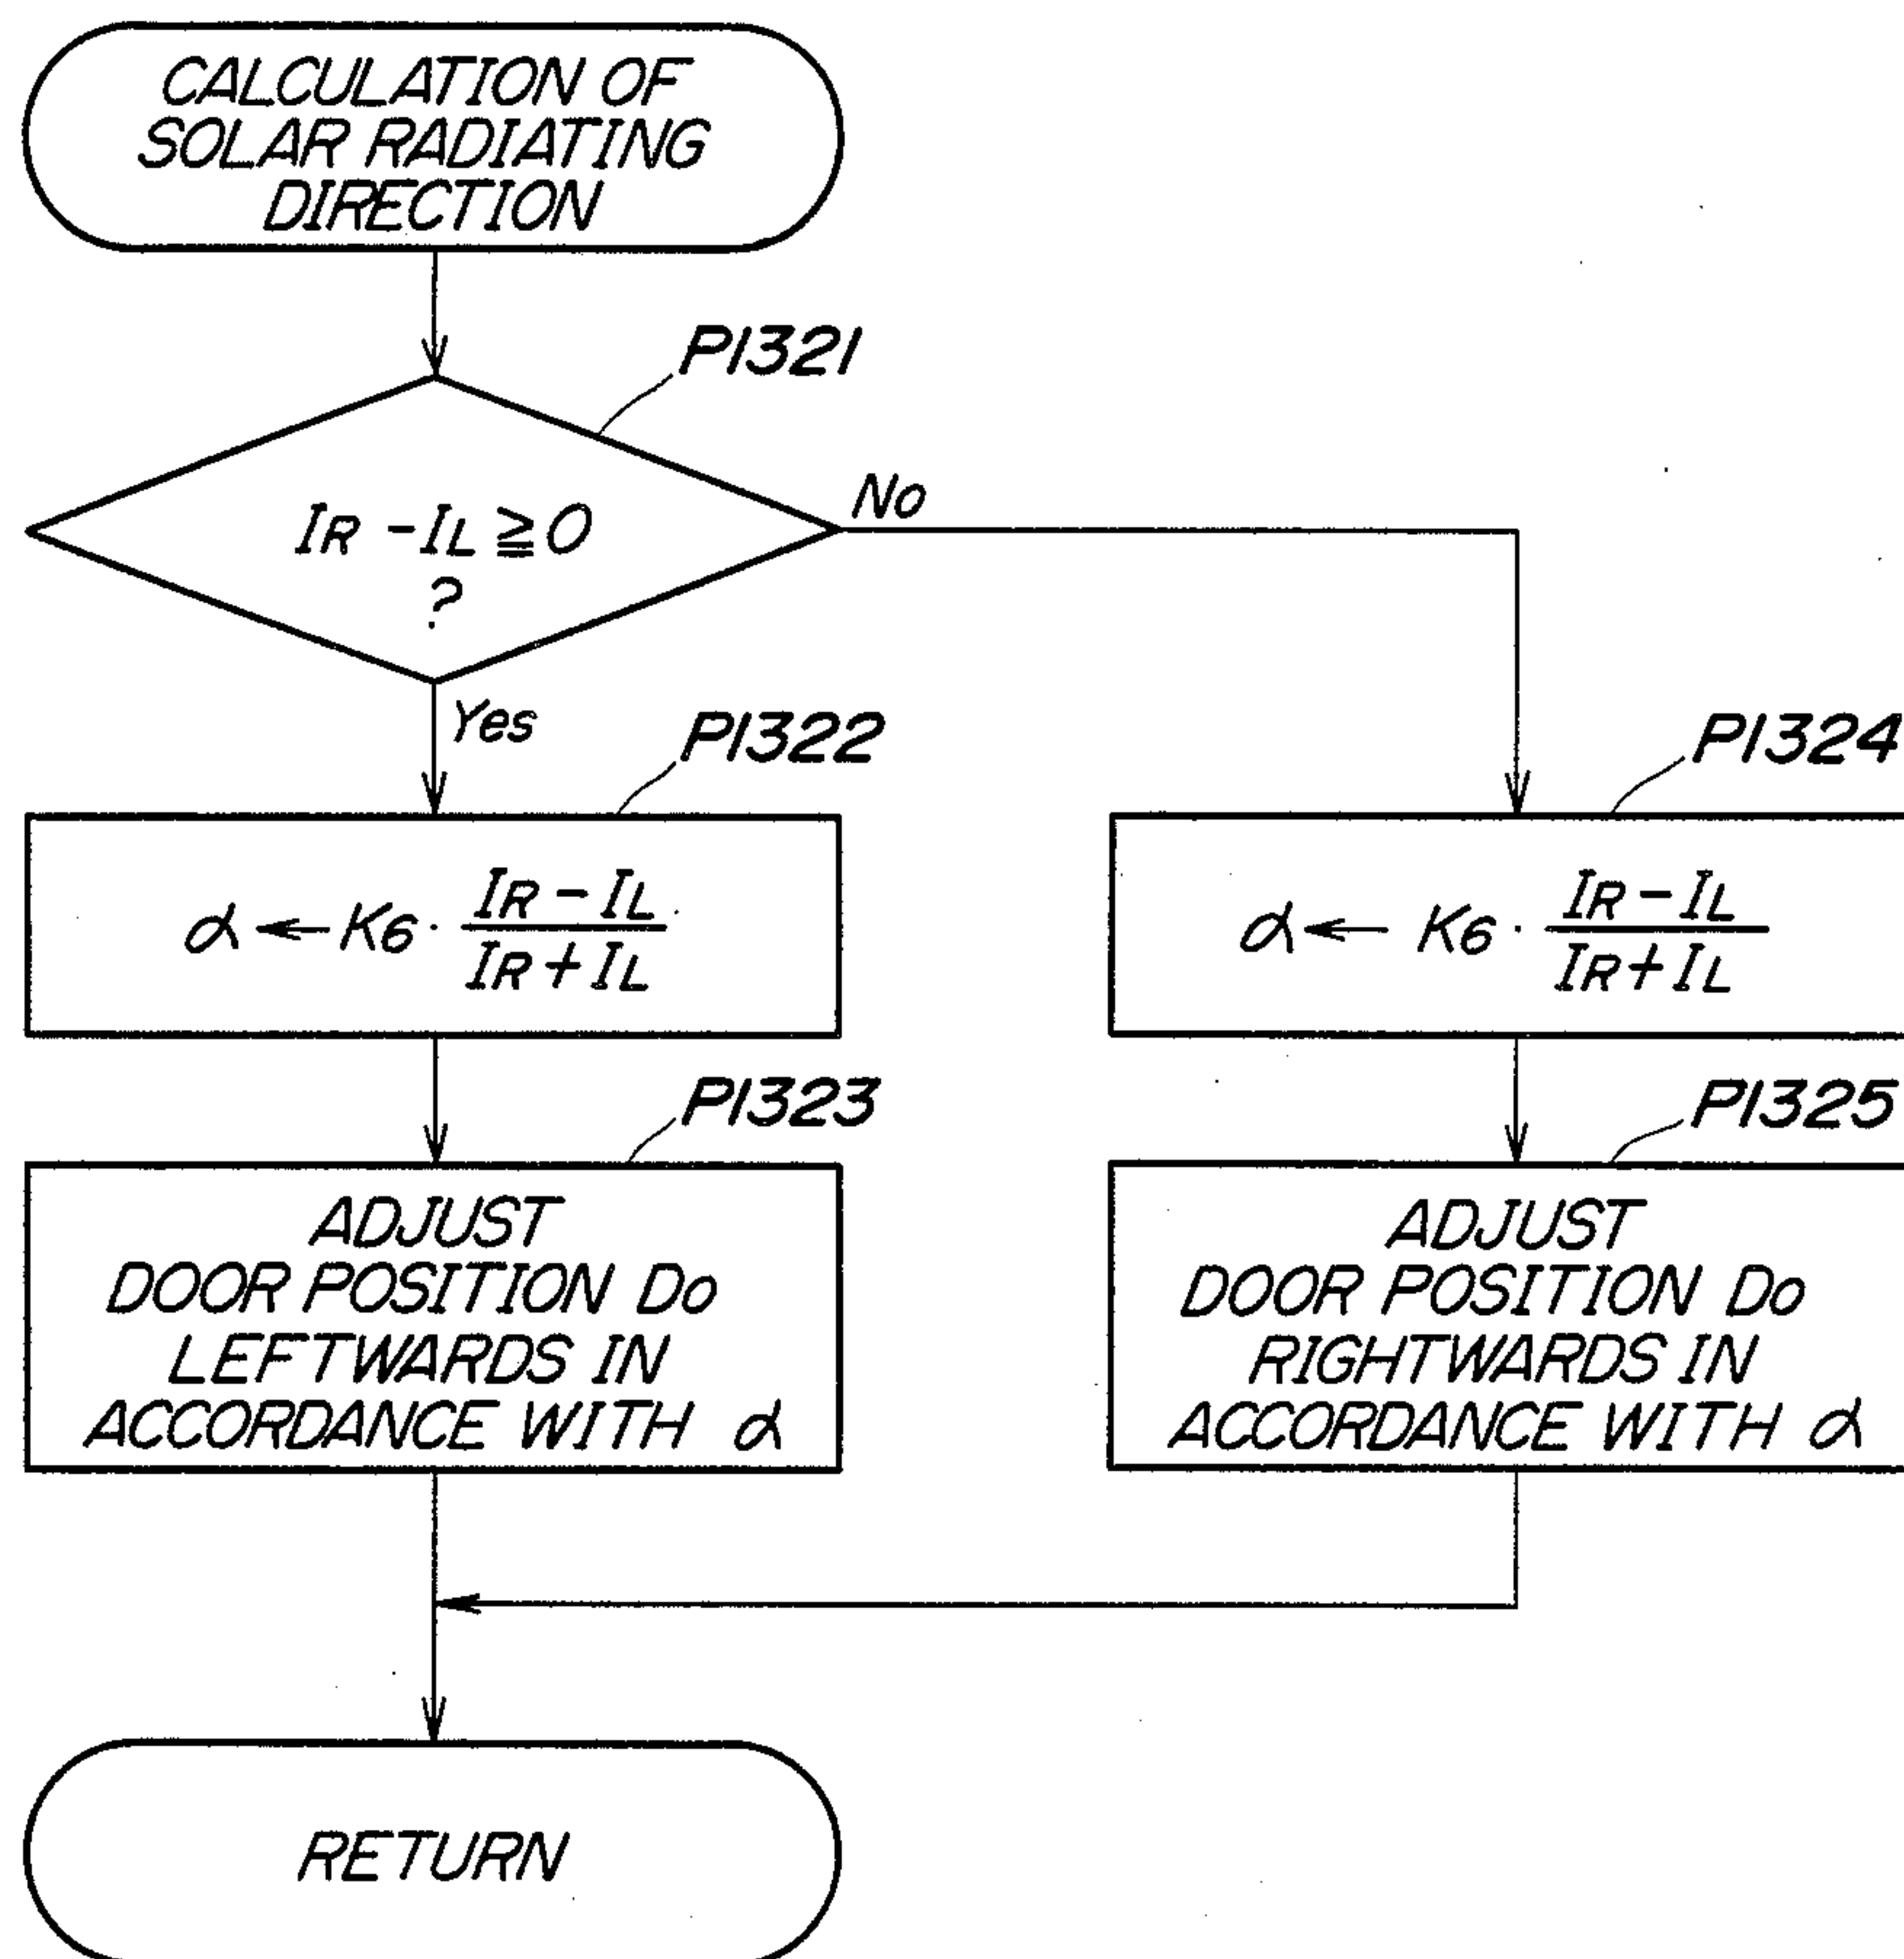 CALCULATION OF
SOLAR RADIATING
DIRECTION
P1321
IR - IL ≧ 0
?
No
Yes
P1322
α ← K6 · (IR - IL) / (IR + IL)
P1324
α ← K6 · (IR - IL) / (IR + IL)
P1323
ADJUST
DOOR POSITION Do
LEFTWARDS IN
ACCORDANCE WITH α
P1325
ADJUST
DOOR POSITION Do
RIGHTWARDS IN
ACCORDANCE WITH α
RETURN